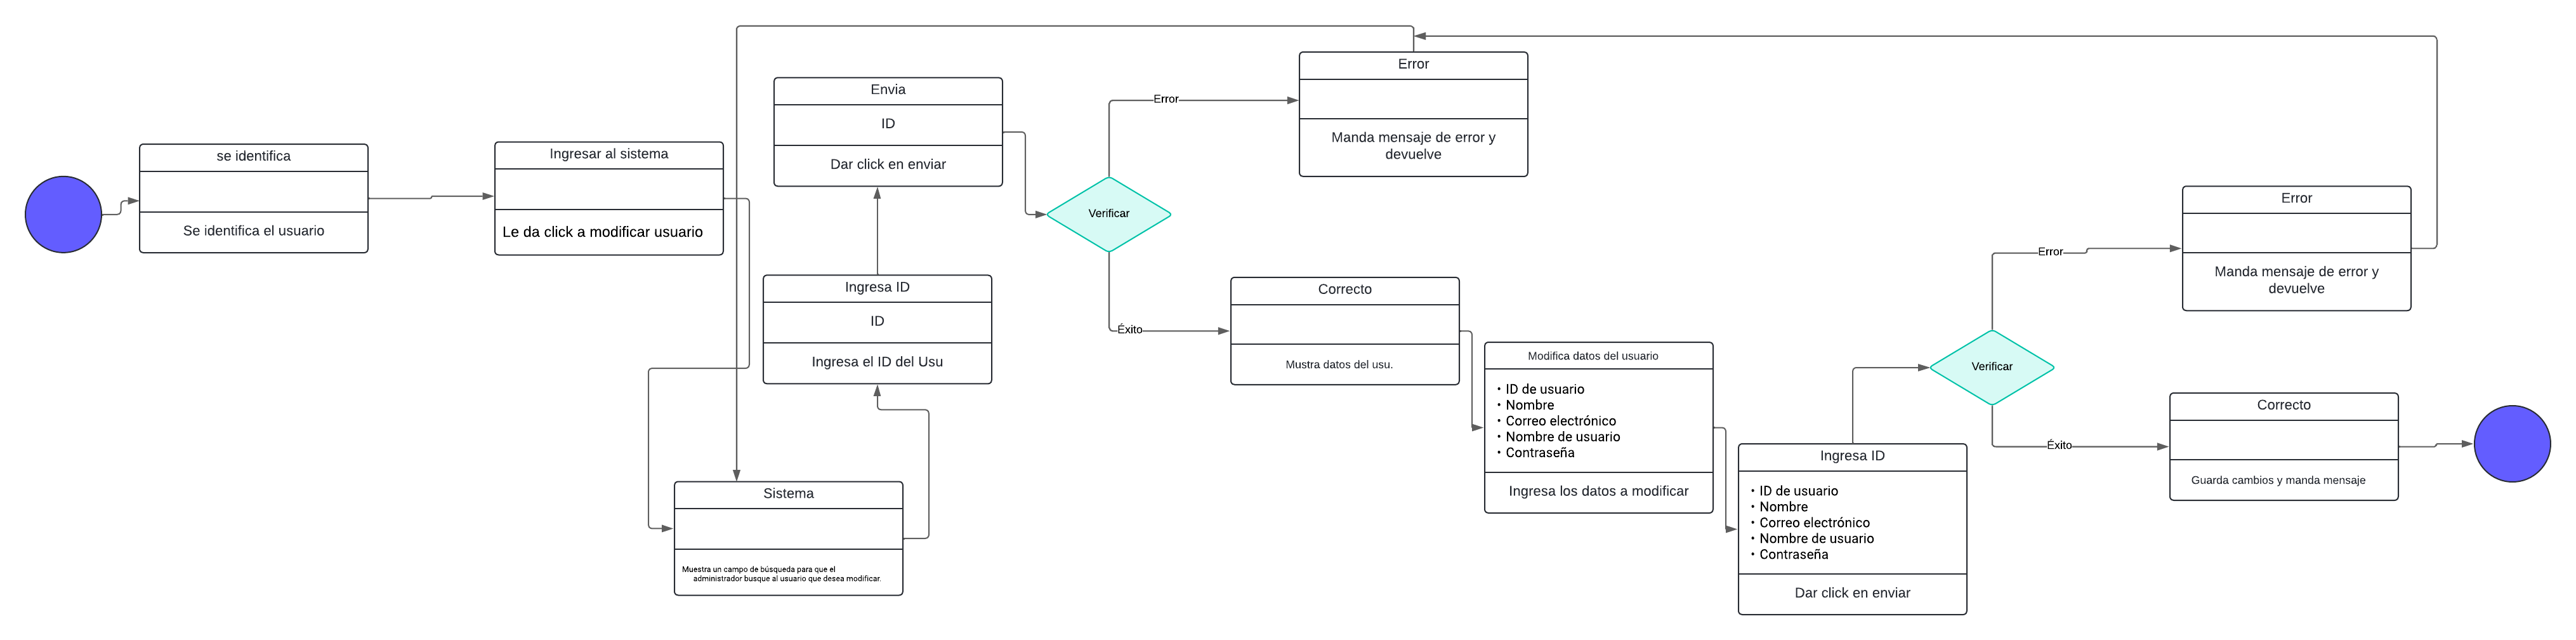 se identifica
Se identifica el usuario
Ingresar al sistema
Le da click a modificar usuario
Sistema
Muestra un campo de búsqueda para que el
administrador busque al usuario que desea modificar.
Ingresa ID
ID
Ingresa el ID del Usu
Envia
ID
Dar click en enviar
Verificar
Error
Error
Manda mensaje de error y
devuelve
Éxito
Correcto
Mustra datos del usu.
Modifica datos del usuario
• ID de usuario
• Nombre
• Correo electrónico
• Nombre de usuario
• Contraseña
Ingresa los datos a modificar
Ingresa ID
• ID de usuario
• Nombre
• Correo electrónico
• Nombre de usuario
• Contraseña
Dar click en enviar
Verificar
Error
Error
Manda mensaje de error y
devuelve
Éxito
Correcto
Guarda cambios y manda mensaje